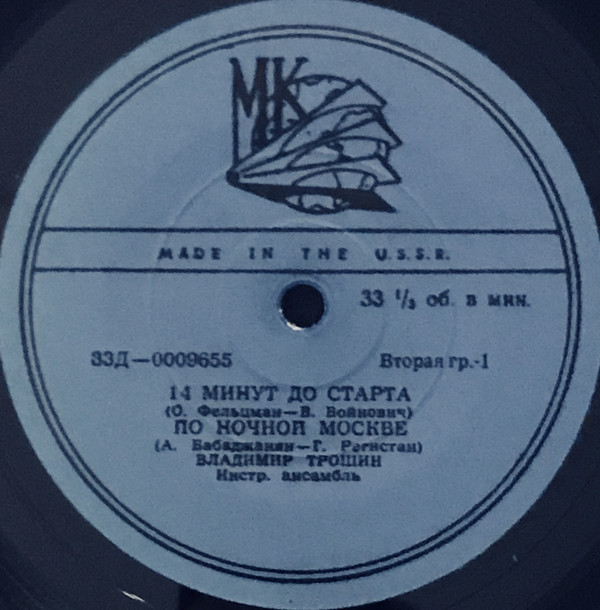 МК
MADE IN THE U.S.S.R.
33 ⅓ об. в мин.
33Д—0009655 Вторая гр.-1
14 МИНУТ ДО СТАРТА
(О. Фельцман—В. Войнович)
ПО НОЧНОЙ МОСКВЕ
(А. Бабаджанян—Г. Регистан)
ВЛАДИМИР ТРОШИН
Инстр. ансамбль